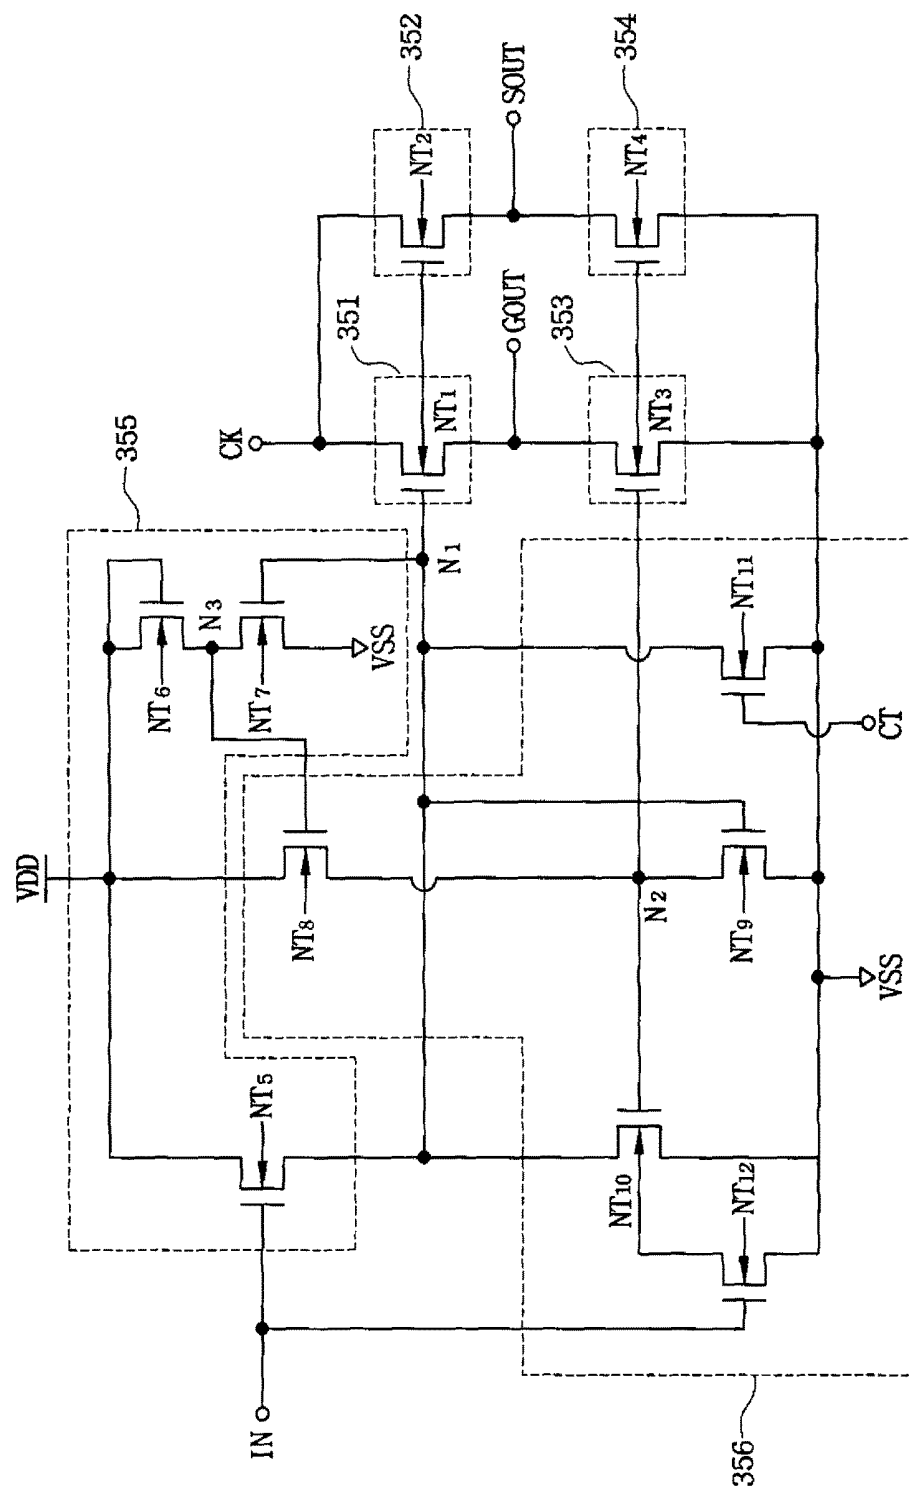 355
352
354
351
353
356
VDD
CK
SOUT
GOUT
NT1
NT2
NT3
NT4
NT5
NT6
NT7
NT8
NT9
NT10
NT11
NT12
N1
N2
N3
VSS
VSS
CT
IN